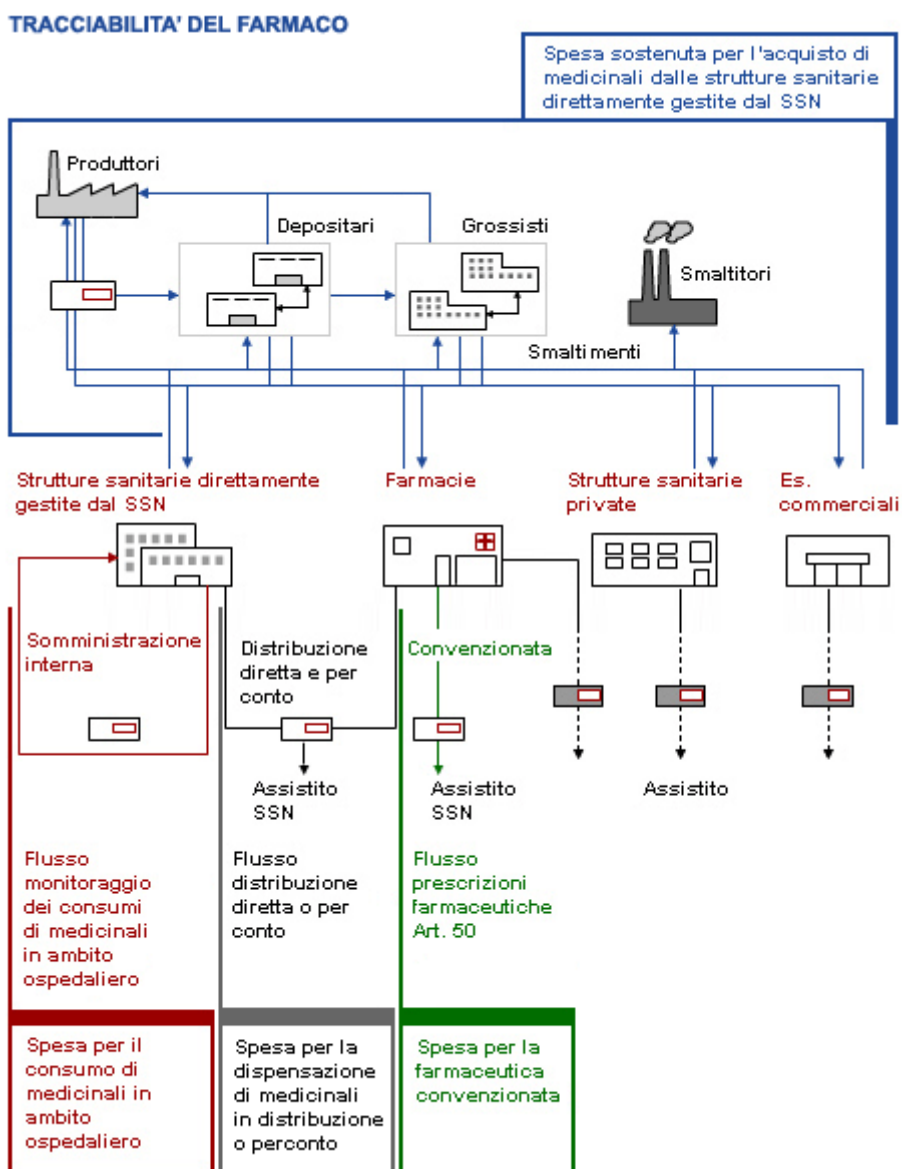 TRACCIABILITA' DEL FARMACO
Spesa sostenuta per l'acquisto di
medicinali dalle strutture sanitarie
direttamente gestite dal SSN
Produttori
Depositari
Grossisti
Smaltitori
Smaltimenti
Strutture sanitarie direttamente
gestite dal SSN
Farmacie
Strutture sanitarie
private
Es.
commerciali
Somministrazione
interna
Distribuzione
diretta e per
conto
Convenzionata
Assistito
SSN
Assistito
SSN
Assistito
Flusso
monitoraggio
dei consumi
di medicinali
in ambito
ospedaliero
Flusso
distribuzione
diretta o per
conto
Flusso
prescrizioni
farmaceutiche
Art. 50
Spesa per il
consumo di
medicinali in
ambito
ospedaliero
Spesa per la
dispensazione
di medicinali
in distribuzione
o perconto
Spesa per la
farmaceutica
convenzionata